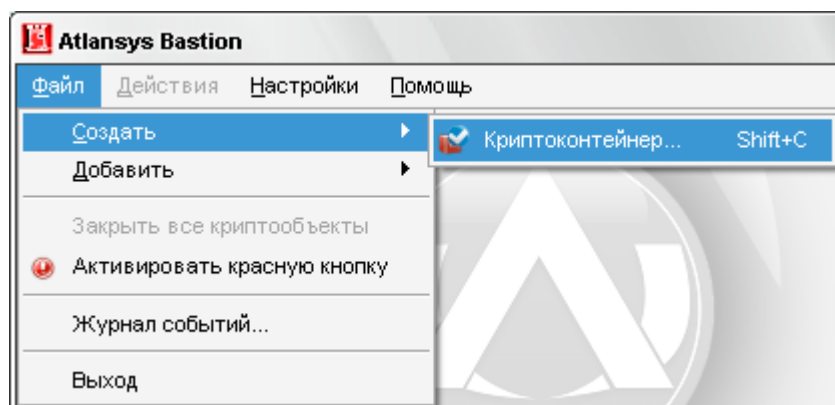 Atlansys Bastion
Файл Действия Настройки Помощь
Создать
Криптоконтейнер... Shift+C
Добавить
Закрыть все криптообъекты
Активировать красную кнопку
Журнал событий...
Выход